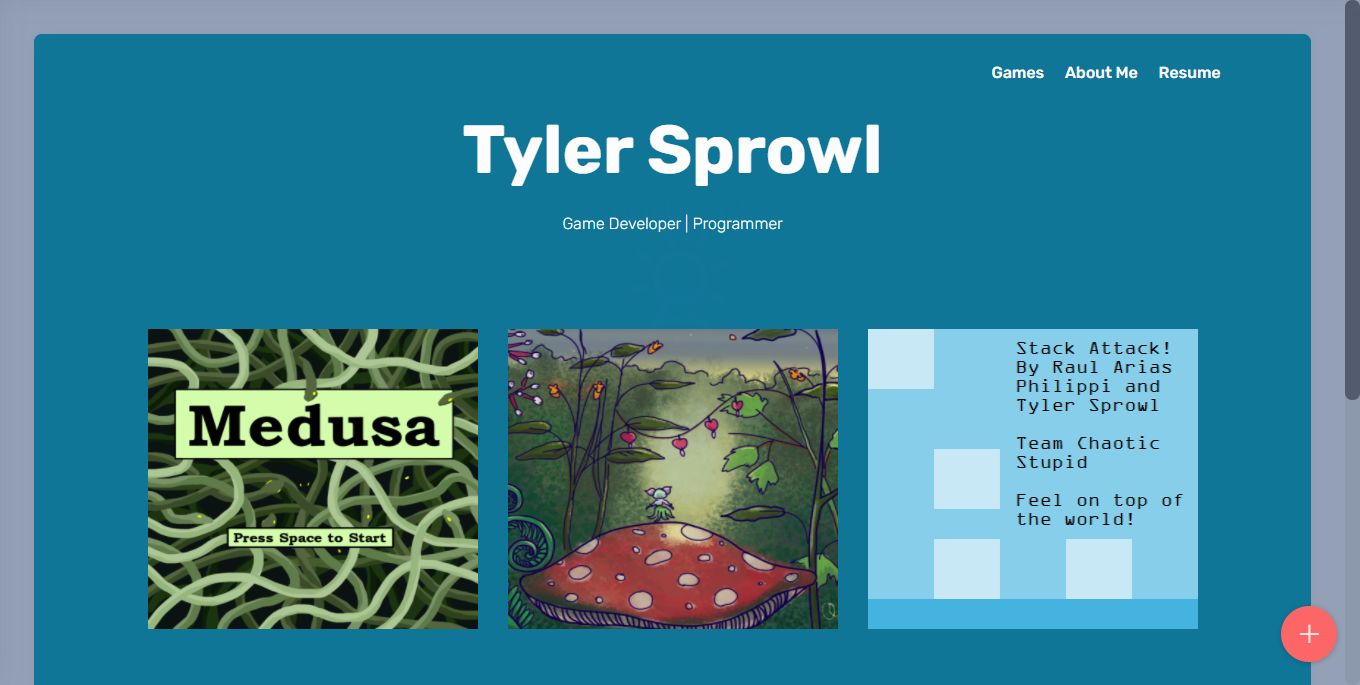 Games About Me Resume
Tyler Sprowl
Game Developer | Programmer
Medusa
Press Space to Start
Stack Attack!
By Raul Arias
Philippi and
Tyler Sprowl
Team Chaotic
Stupid
Feel on top of
the world!